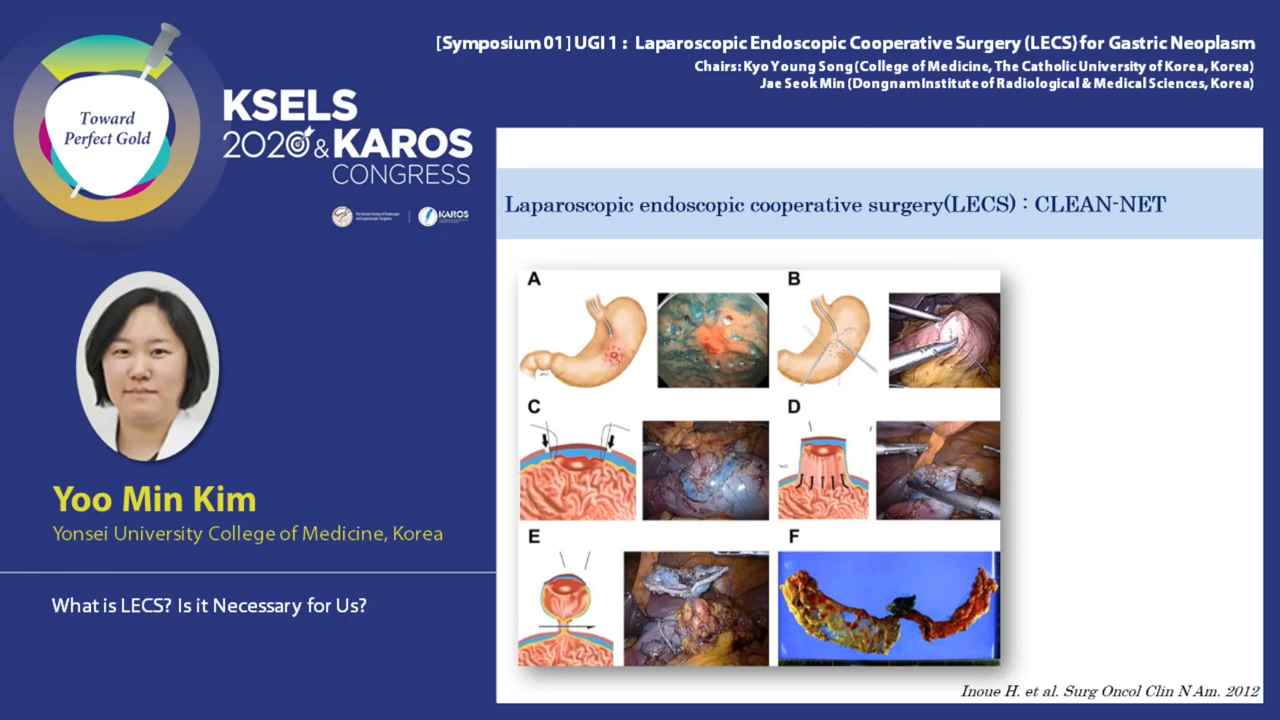 [Symposium 01] UGI 1 : Laparoscopic Endoscopic Cooperative Surgery (LECS) for Gastric Neoplasm
Chairs: Kyo Young Song (College of Medicine, The Catholic University of Korea, Korea)
Jae Seok Min (Dongnam Institute of Radiological & Medical Sciences, Korea)
Toward
Perfect Gold
KSELS
2020 & KAROS
CONGRESS
KAROS
Laparoscopic endoscopic cooperative surgery(LECS) : CLEAN-NET
A
B
C
D
E
F
Yoo Min Kim
Yonsei University College of Medicine, Korea
What is LECS? Is it Necessary for Us?
Inoue H. et al. Surg Oncol Clin N Am. 2012